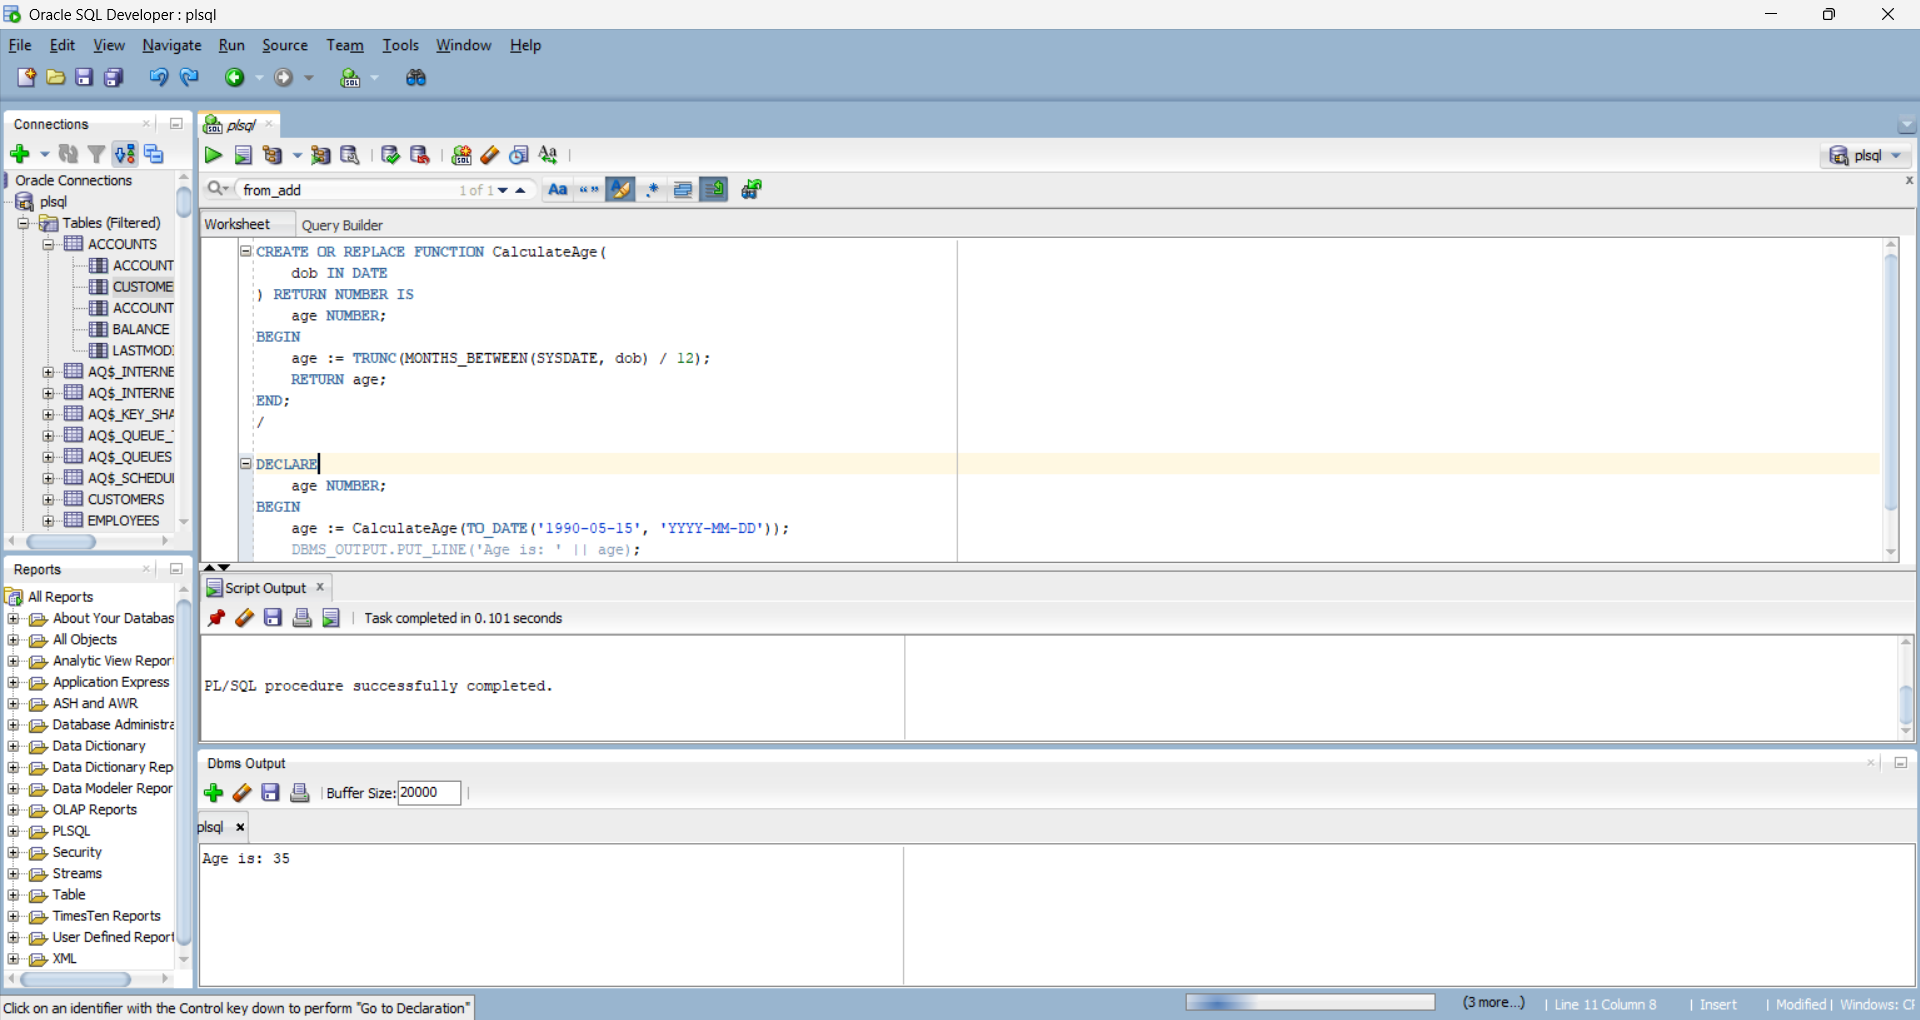 Oracle SQL Developer : plsql
File Edit View Navigate Run Source Team Tools Window Help
Connections
Oracle Connections
plsql
Tables (Filtered)
ACCOUNTS
ACCOUNT
CUSTOME
ACCOUNT
BALANCE
LASTMOD
AQ$_INTERNE
AQ$_INTERNE
AQ$_KEY_SHA
AQ$_QUEUE_
AQ$_QUEUES
AQ$_SCHEDU
CUSTOMERS
EMPLOYEES
Reports
All Reports
About Your Databas
All Objects
Analytic View Repor
Application Express
ASH and AWR
Database Administra
Data Dictionary
Data Dictionary Rep
Data Modeler Repor
OLAP Reports
PLSQL
Security
Streams
Table
TimesTen Reports
User Defined Report
XML
plsql
plsql
from_add 1 of 1 Aa “ ” .*
Worksheet Query Builder
CREATE OR REPLACE FUNCTION CalculateAge(
dob IN DATE
) RETURN NUMBER IS
age NUMBER;
BEGIN
age := TRUNC(MONTHS_BETWEEN(SYSDATE, dob) / 12);
RETURN age;
END;
/
DECLARE
age NUMBER;
BEGIN
age := CalculateAge(TO_DATE('1990-05-15', 'YYYY-MM-DD'));
DBMS_OUTPUT.PUT_LINE('Age is: ' || age);
Script Output
Task completed in 0.101 seconds
PL/SQL procedure successfully completed.
Dbms Output
Buffer Size: 20000
plsql
Age is: 35
Click on an identifier with the Control key down to perform "Go to Declaration"
(3 more...) | Line 11 Column 8 | Insert | Modified | Windows: C